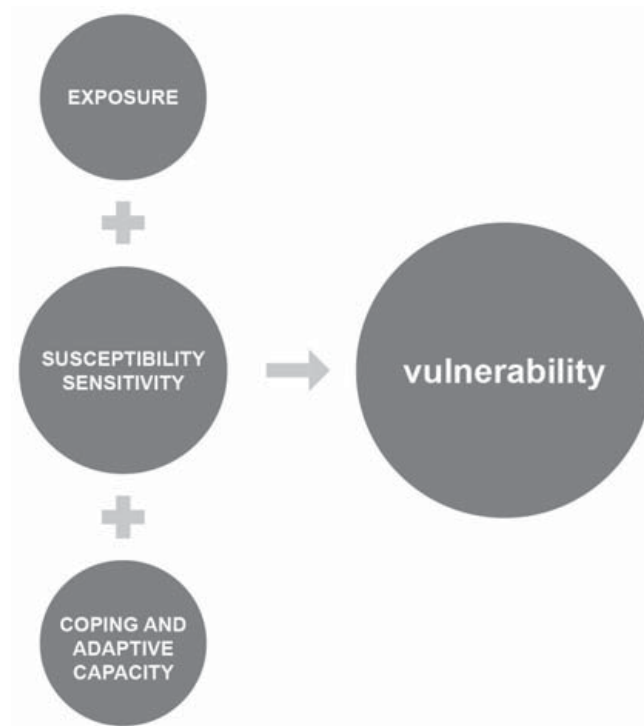 EXPOSURE
SUSCEPTIBILITY
SENSITIVITY
vulnerability
COPING AND
ADAPTIVE
CAPACITY